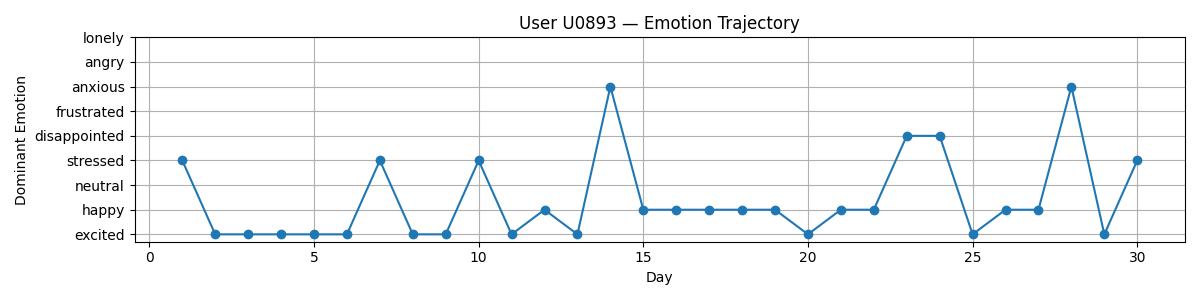 User U0893 — Emotion Trajectory
Dominant Emotion
lonely
angry
anxious
frustrated
disappointed
stressed
neutral
happy
excited
0 5 10 15 20 25 30
Day